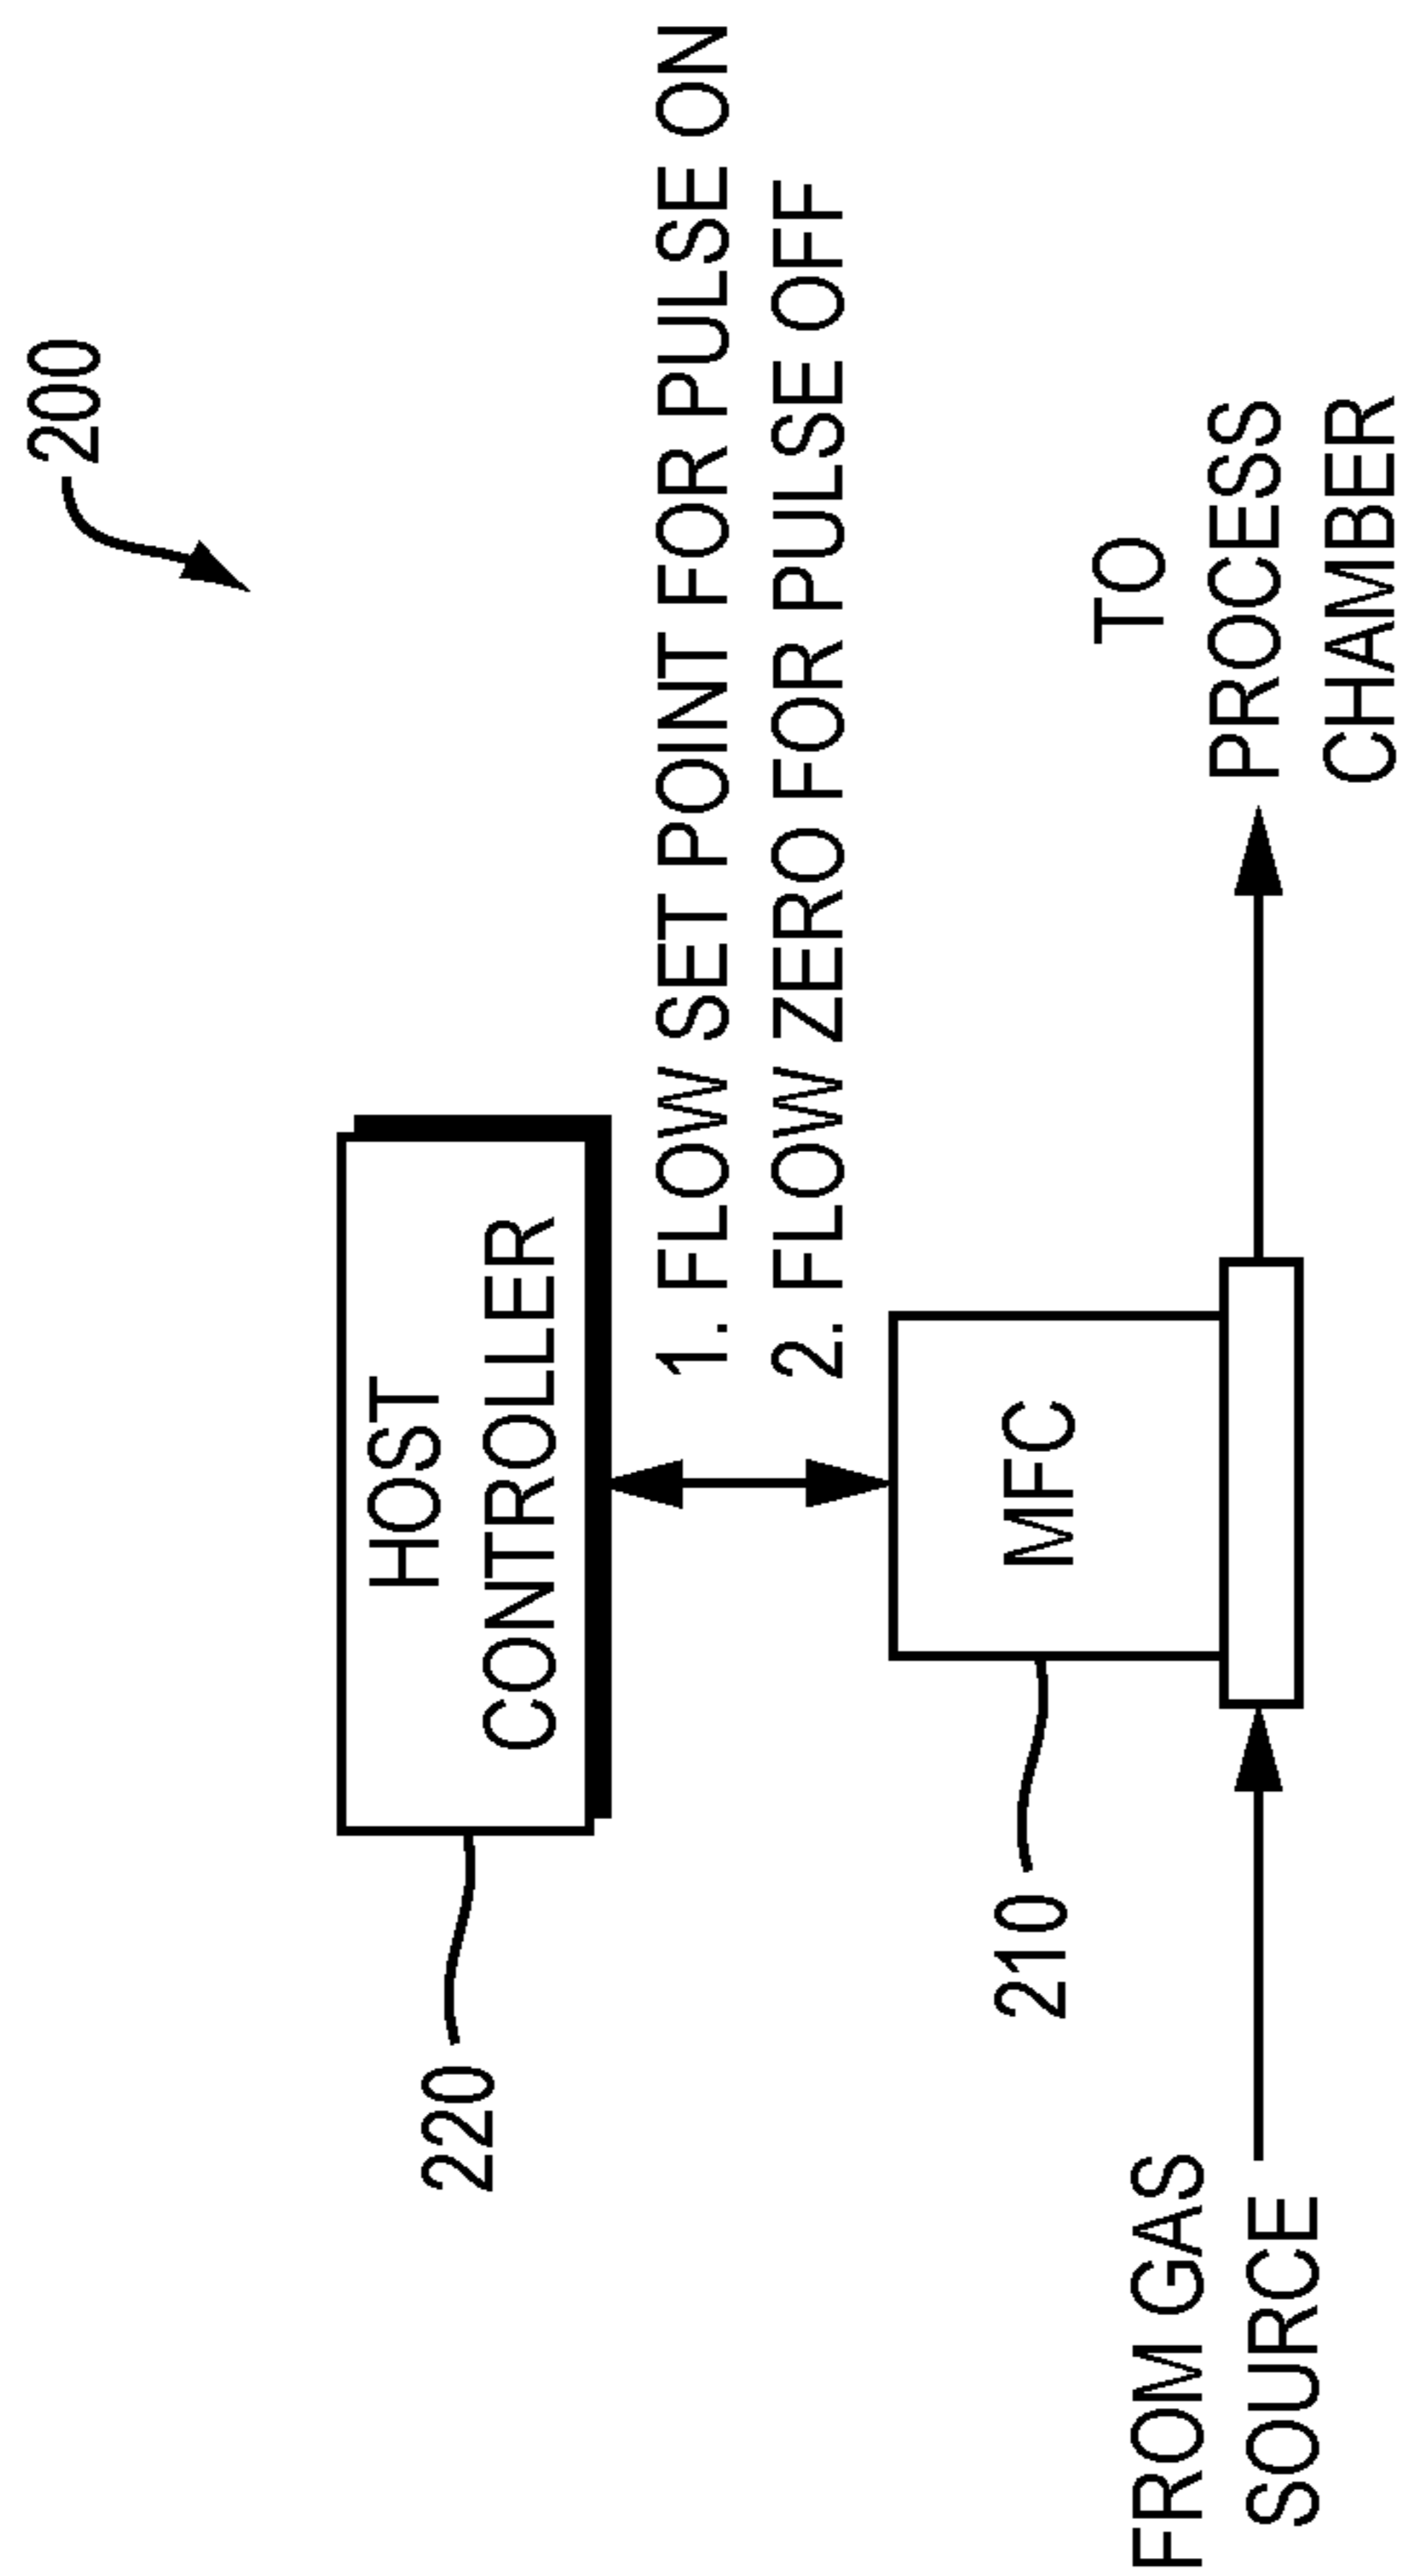 200
HOST
CONTROLLER
220
1. FLOW SET POINT FOR PULSE ON
2. FLOW ZERO FOR PULSE OFF
MFC
210
FROM GAS
SOURCE
TO
PROCESS
CHAMBER